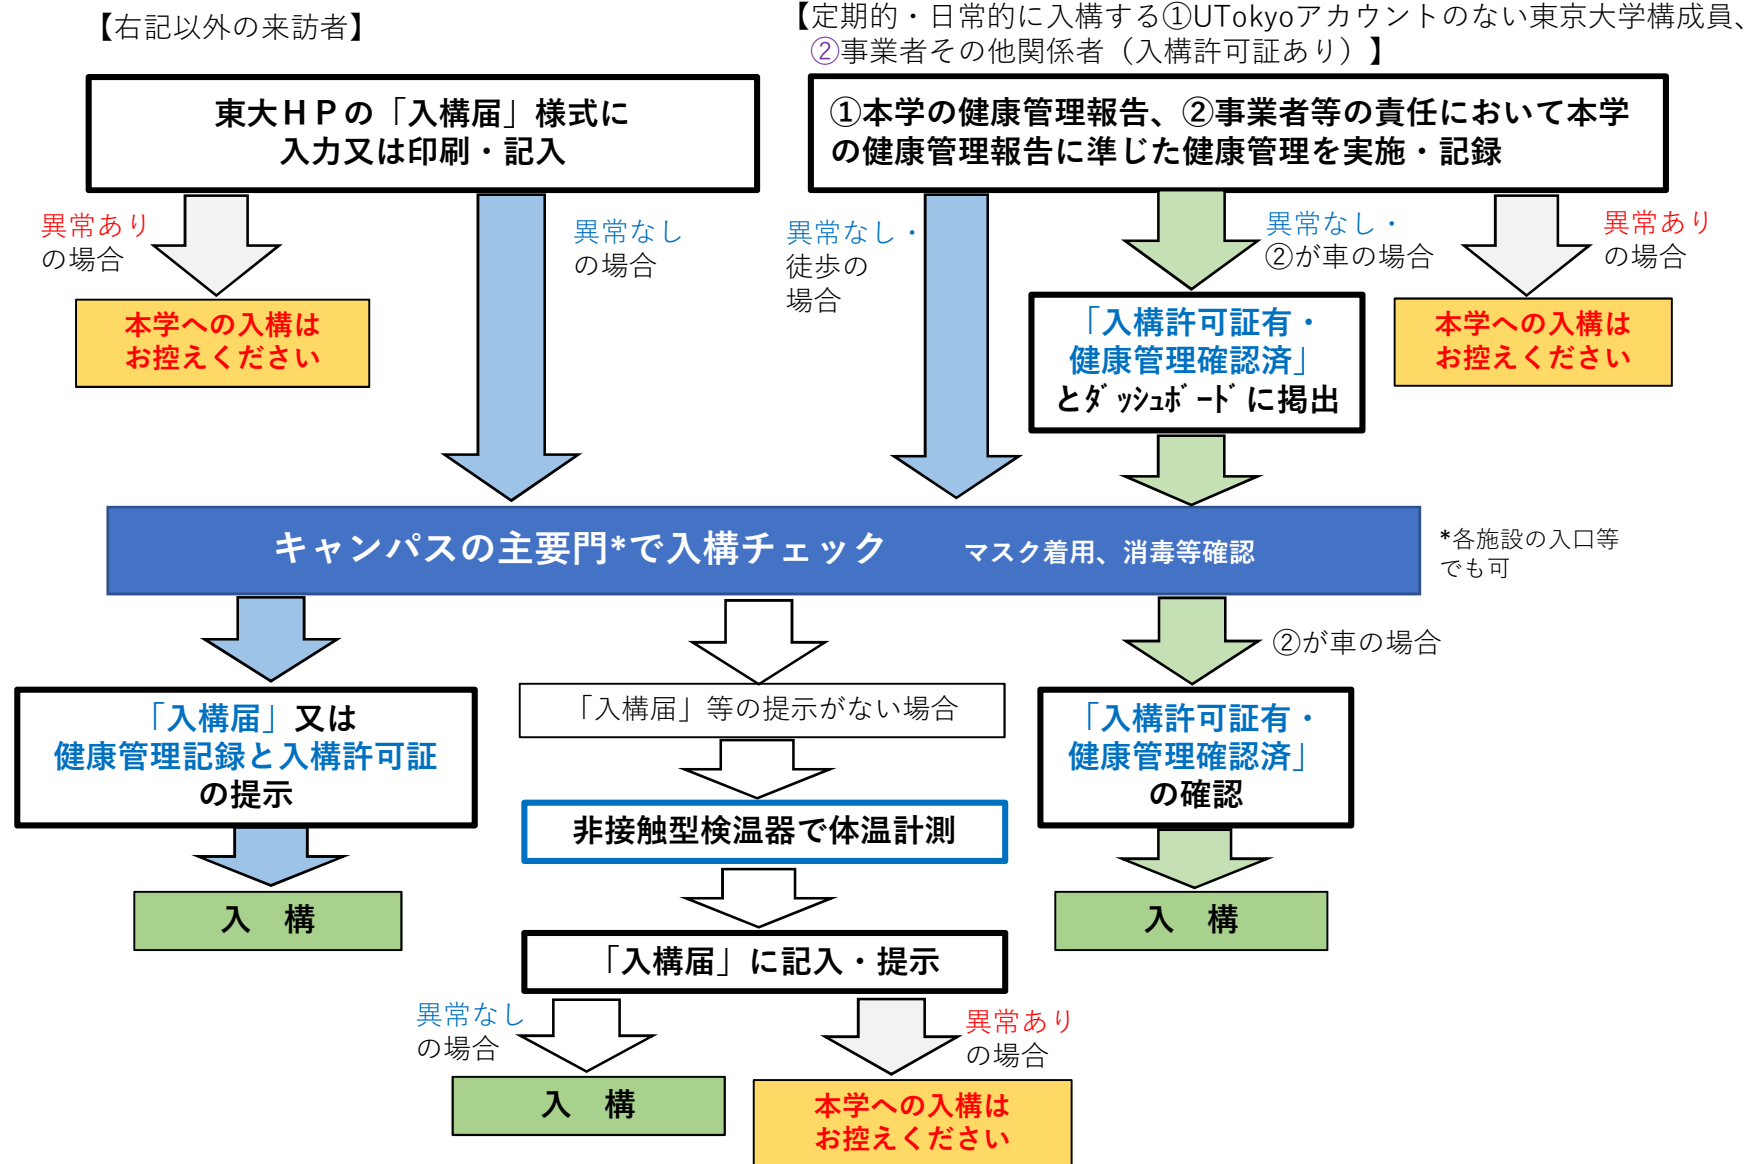 【右記以外の来訪者】
【定期的・日常的に入構する①UTokyoアカウントのない東京大学構成員、
②事業者その他関係者（入構許可証あり）】
東大ＨＰの「入構届」様式に
入力又は印刷・記入
①本学の健康管理報告、②事業者等の責任において本学
の健康管理報告に準じた健康管理を実施・記録
異常あり
の場合
異常なし
の場合
異常なし・
徒歩の
場合
異常なし・
②が車の場合
異常あり
の場合
本学への入構は
お控えください
「入構許可証有・
健康管理確認済」
とﾀﾞｯｼｭﾎﾞｰﾄﾞに掲出
本学への入構は
お控えください
キャンパスの主要門*で入構チェック　マスク着用、消毒等確認
*各施設の入口等
でも可
②が車の場合
「入構届」又は
健康管理記録と入構許可証
の提示
「入構届」等の提示がない場合
「入構許可証有・
健康管理確認済」
の確認
非接触型検温器で体温計測
入　構
入　構
「入構届」に記入・提示
異常なし
の場合
異常あり
の場合
入　構
本学への入構は
お控えください